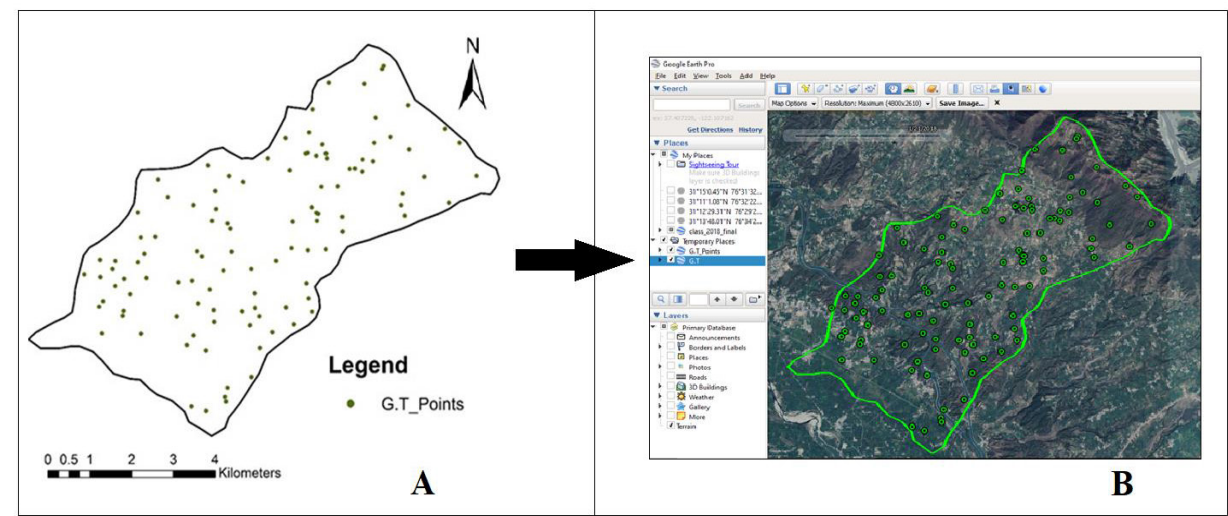 N
Legend
G.T_Points
0 0.5 1 2 3 4
Kilometers
A
Google Earth Pro
File Edit View Tools Add Help
Search
Search
Get Directions History
Places
My Places
Sightseeing Tour
Make sure 3D Buildings
layer is checked
31°15'0.45"N 76°31'32...
31°11'1.08"N 76°32'22...
31°12'29.31"N 76°29'2...
31°13'48.01"N 76°34'2...
class_2018_final
Temporary Places
G.T_Points
G.T
Layers
Primary Database
Announcements
Borders and Labels
Places
Photos
Roads
3D Buildings
Weather
Gallery
More
Terrain
Map Options Resolution: Maximum (4800x2610) Save Image...
B